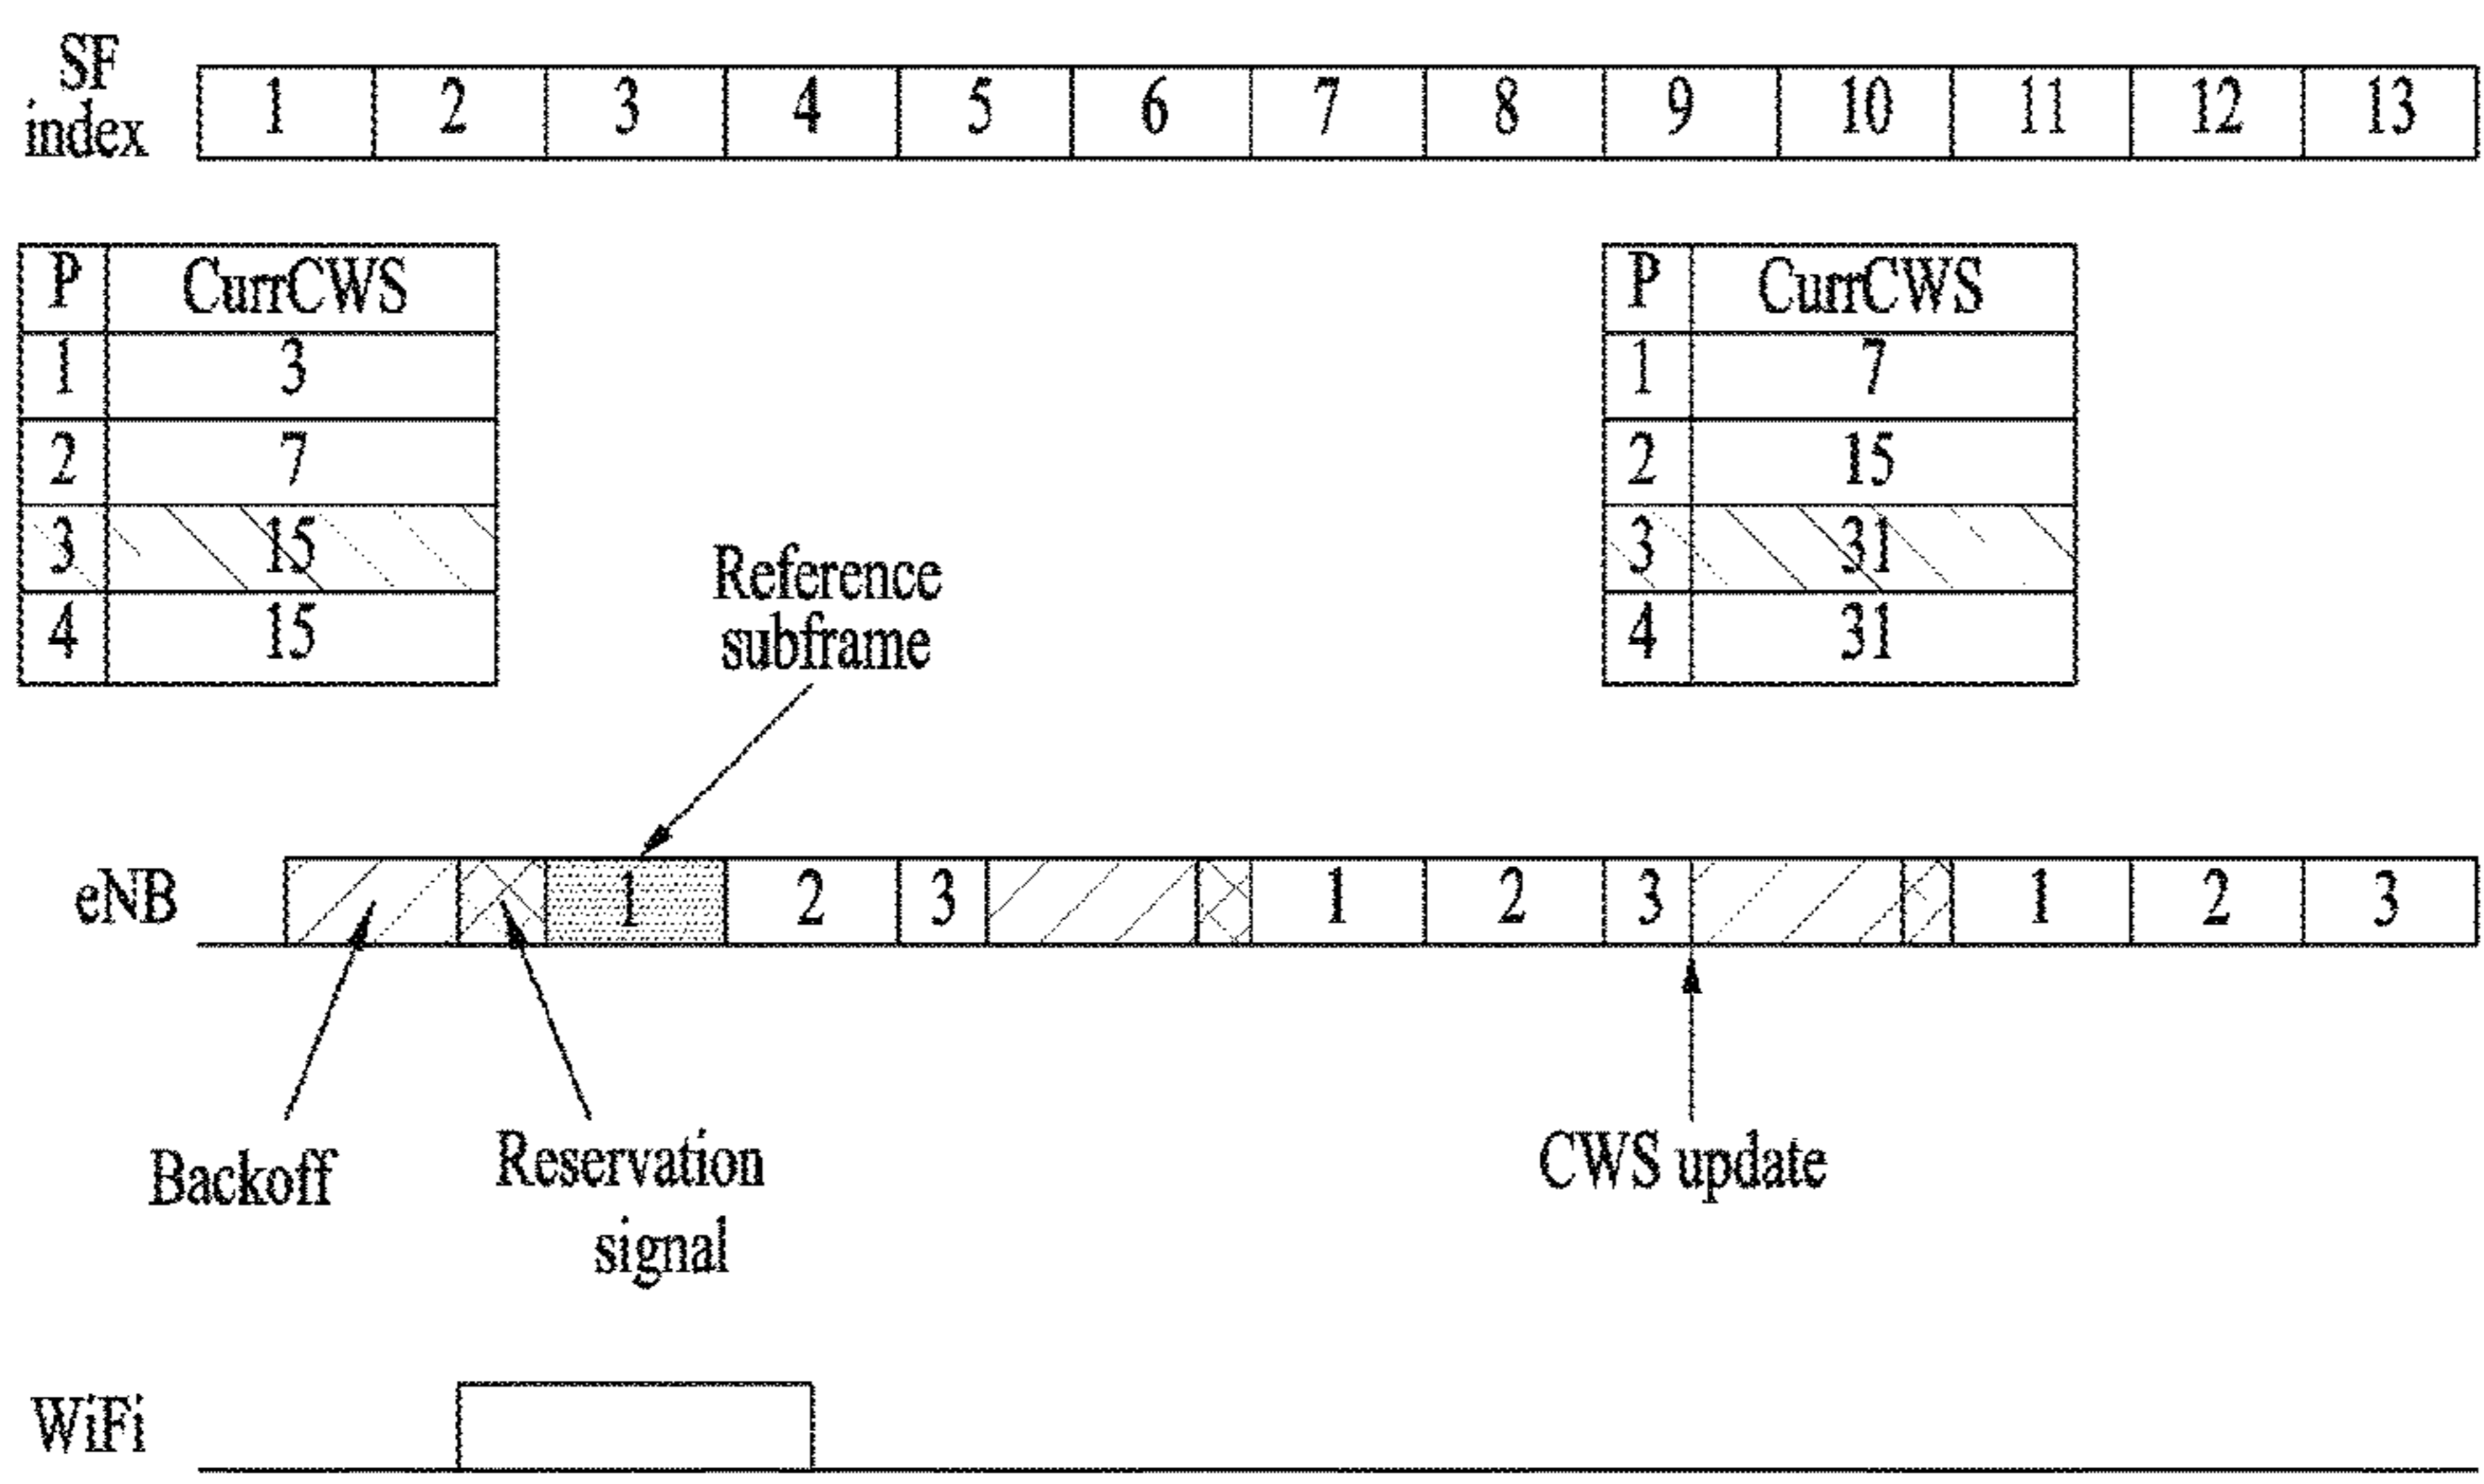 SF
index
1 2 3 4 5 6 7 8 9 10 11 12 13
P CurrCWS
1 3
2 7
3 15
4 15
P CurrCWS
1 7
2 15
3 31
4 31
Reference
subframe
eNB
1 2 3 1 2 3 1 2 3
Backoff
Reservation
signal
CWS update
WiFi